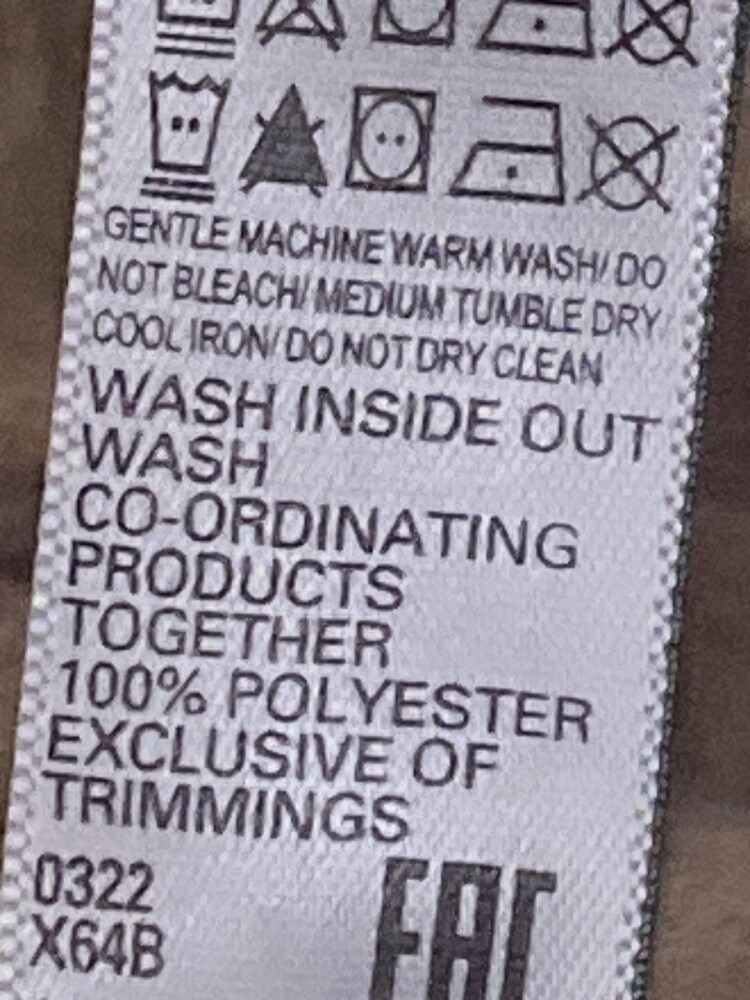 GENTLE MACHINE WARM WASH/ DO
NOT BLEACH/ MEDIUM TUMBLE DRY
COOL IRON/ DO NOT DRY CLEAN
WASH INSIDE OUT
WASH
CO-ORDINATING
PRODUCTS
TOGETHER
100% POLYESTER
EXCLUSIVE OF
TRIMMINGS
0322
X64B
EAC